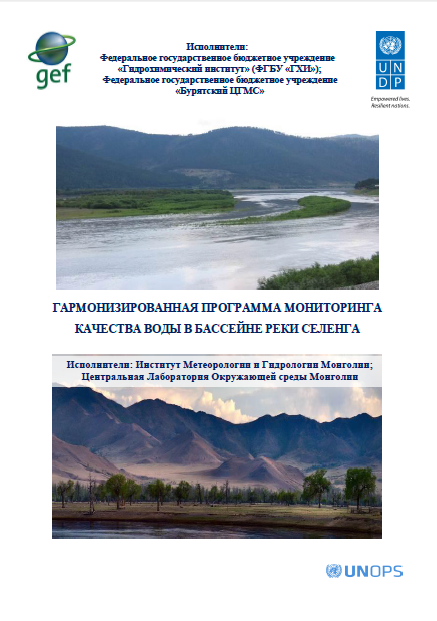 gef
Исполнители:
Федеральное государственное бюджетное учреждение
«Гидрохимический институт» (ФГБУ «ГХИ»);
Федеральное государственное бюджетное учреждение
«Бурятский ЦГМС»
U N
D P
Empowered lives.
Resilient nations.
ГАРМОНИЗИРОВАННАЯ ПРОГРАММА МОНИТОРИНГА
КАЧЕСТВА ВОДЫ В БАССЕЙНЕ РЕКИ СЕЛЕНГА
Исполнители: Институт Метеорологии и Гидрологии Монголии;
Центральная Лаборатория Окружающей среды Монголии
UNOPS